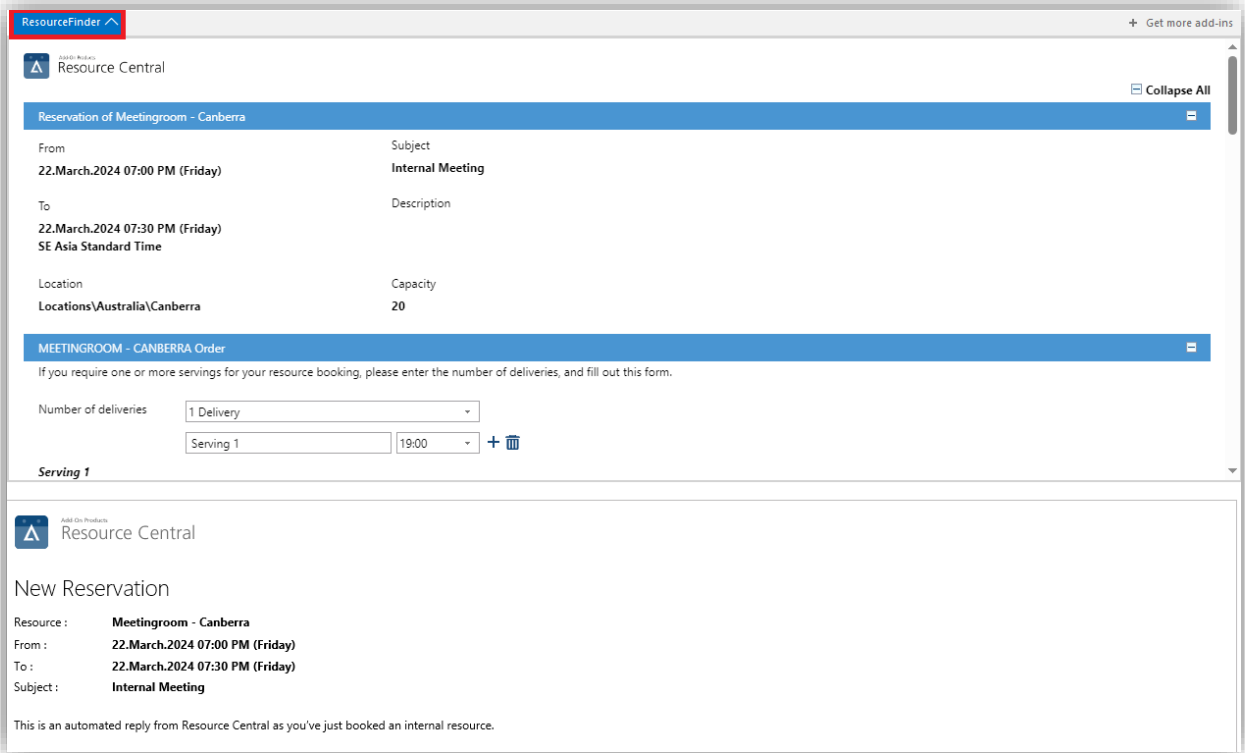 ResourceFinder
+ Get more add-ins
Add-On Products
Resource Central
Collapse All
Reservation of Meetingroom - Canberra
From
Subject
22.March.2024 07:00 PM (Friday)
Internal Meeting
To
Description
22.March.2024 07:30 PM (Friday)
SE Asia Standard Time
Location
Capacity
Locations\Australia\Canberra
20
MEETINGROOM - CANBERRA Order
If you require one or more servings for your resource booking, please enter the number of deliveries, and fill out this form.
Number of deliveries
1 Delivery
Serving 1
19:00
Serving 1
Add-On Products
Resource Central
New Reservation
Resource : Meetingroom - Canberra
From : 22.March.2024 07:00 PM (Friday)
To : 22.March.2024 07:30 PM (Friday)
Subject : Internal Meeting
This is an automated reply from Resource Central as you've just booked an internal resource.